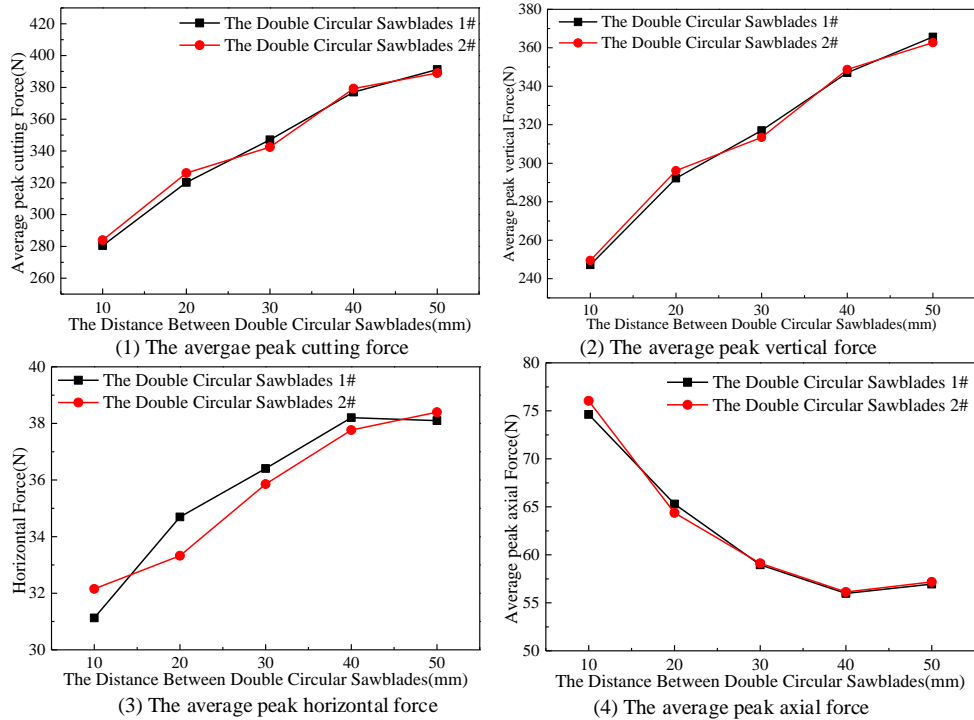 420
400
380
360
340
320
300
280
260
Average peak cutting Force(N)
The Double Circular Sawblades 1#
The Double Circular Sawblades 2#
10 20 30 40 50
The Distance Between Double Circular Sawblades(mm)
(1) The avergae peak cutting force
380
360
340
320
300
280
260
240
Average peak vertical Force(N)
The Double Circular Sawblades 1#
The Double Circular Sawblades 2#
10 20 30 40 50
The Distance Between Double Circular Sawblades(mm)
(2) The average peak vertical force
40
38
36
34
32
30
Horizontal Force(N)
The Double Circular Sawblades 1#
The Double Circular Sawblades 2#
10 20 30 40 50
The Distance Between Double Circular Sawblades(mm)
(3) The average peak horizontal force
80
75
70
65
60
55
50
Average peak axial Force(N)
The Double Circular Sawblades 1#
The Double Circular Sawblades 2#
10 20 30 40 50
The Distance Between Double Circular Sawblades(mm)
(4) The average peak axial force